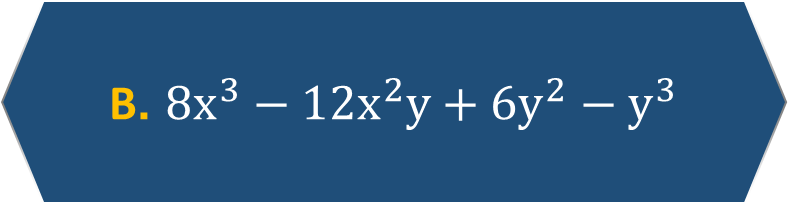 B. 8x³ − 12x²y + 6y² − y³